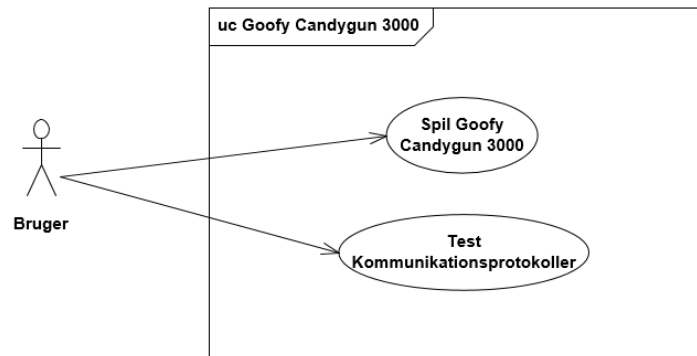 uc Goofy Candygun 3000
Spil Goofy
Candygun 3000
Bruger
Test
Kommunikationsprotokoller